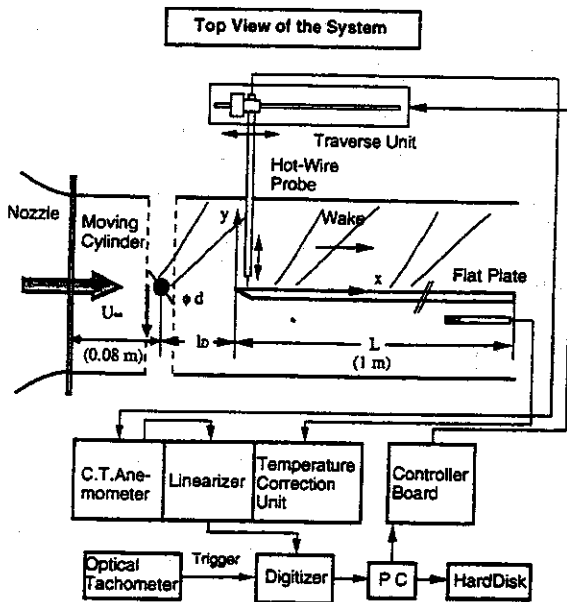 Top View of the System
Traverse Unit
Hot-Wire
Probe
Nozzle
Moving
Cylinder
y
Wake
Flat Plate
x
φ d
U∞
(0.08 m)
l_D
L
(1 m)
C.T.Ane-
mometer
Linearizer
Temperature
Correction
Unit
Controller
Board
Optical
Tachometer
Trigger
Digitizer
P C
HardDisk